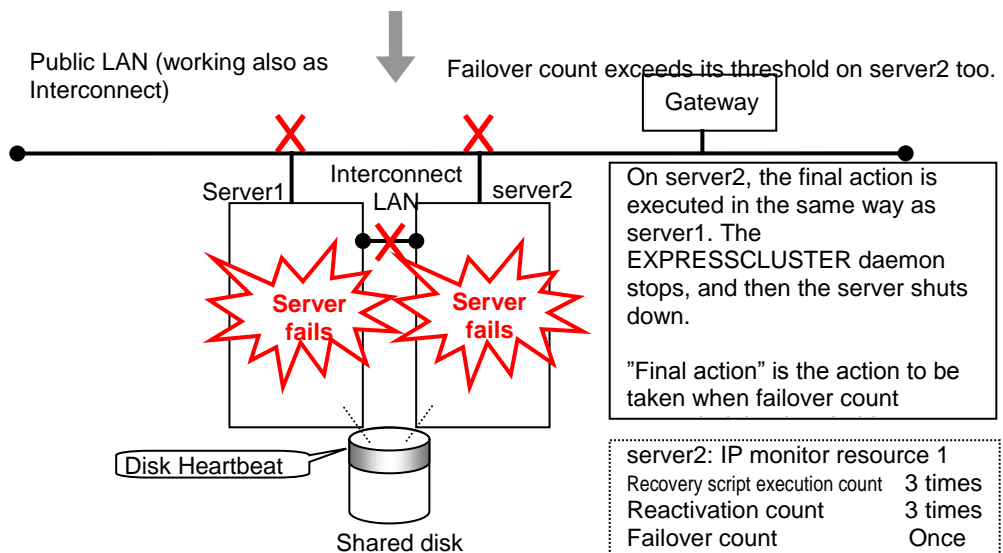 Public LAN (working also as
Interconnect)
Failover count exceeds its threshold on server2 too.
Gateway
Server1
Interconnect
LAN
server2
On server2, the final action is
executed in the same way as
server1. The
EXPRESSCLUSTER daemon
stops, and then the server shuts
down.
"Final action" is the action to be
taken when failover count
Server
fails
Server
fails
Disk Heartbeat
Shared disk
server2: IP monitor resource 1
Recovery script execution count 3 times
Reactivation count 3 times
Failover count Once